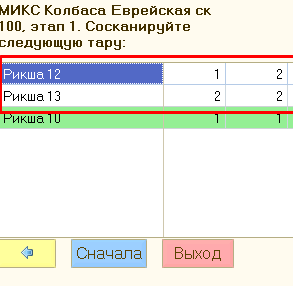 МИКС Колбаса Еврейская ск
100, этап 1. Сосканируйте
следующую тару:
Рикша 12 1 2
Рикша 13 2 2
Рикша 10 1 1
Сначала Выход